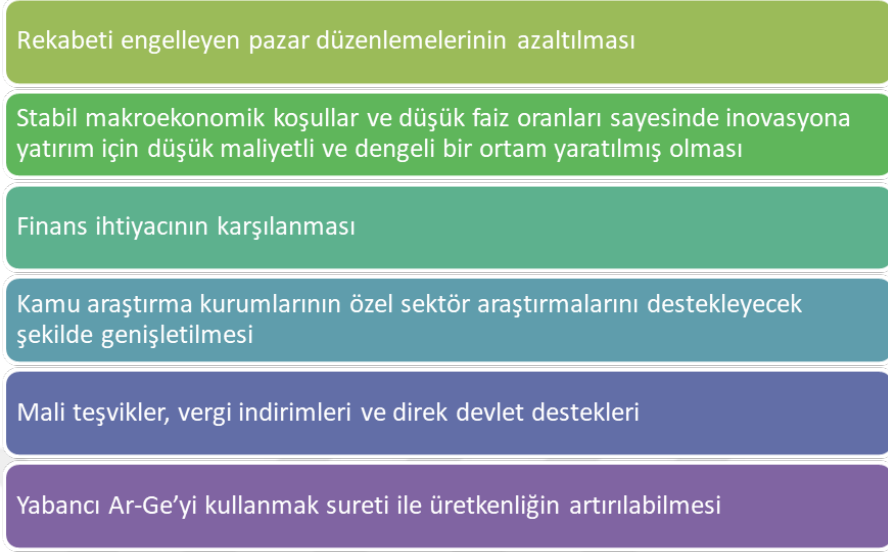 Rekabeti engelleyen pazar düzenlemelerinin azaltılması
Stabil makroekonomik koşullar ve düşük faiz oranları sayesinde inovasyona
yatırım için düşük maliyetli ve dengeli bir ortam yaratılmış olması
Finans ihtiyacının karşılanması
Kamu araştırma kurumlarının özel sektör araştırmalarını destekleyecek
şekilde genişletilmesi
Mali teşvikler, vergi indirimleri ve direk devlet destekleri
Yabancı Ar-Ge’yi kullanmak sureti ile üretkenliğin artırılabilmesi